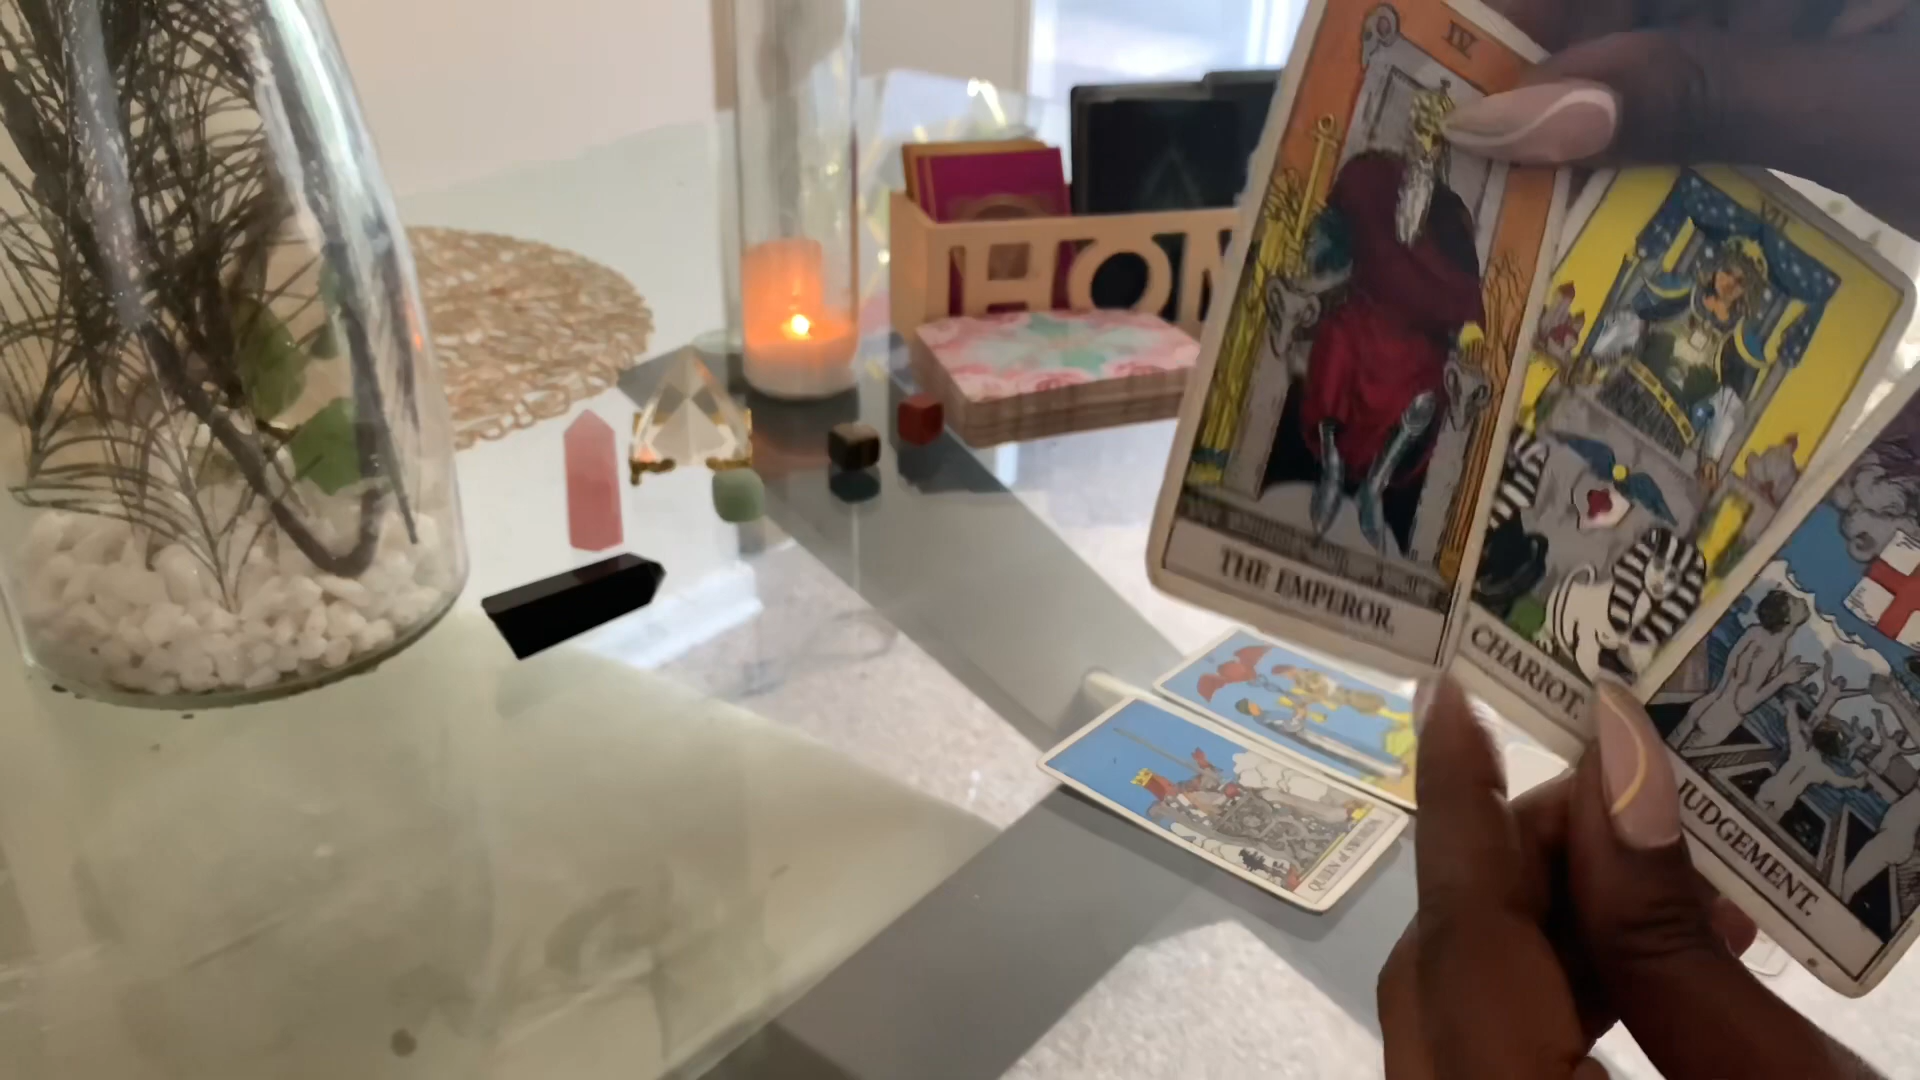 IV
THE EMPEROR.
VII
CHARIOT.
JUDGEMENT.
HOM
QUEEN of SWORDS